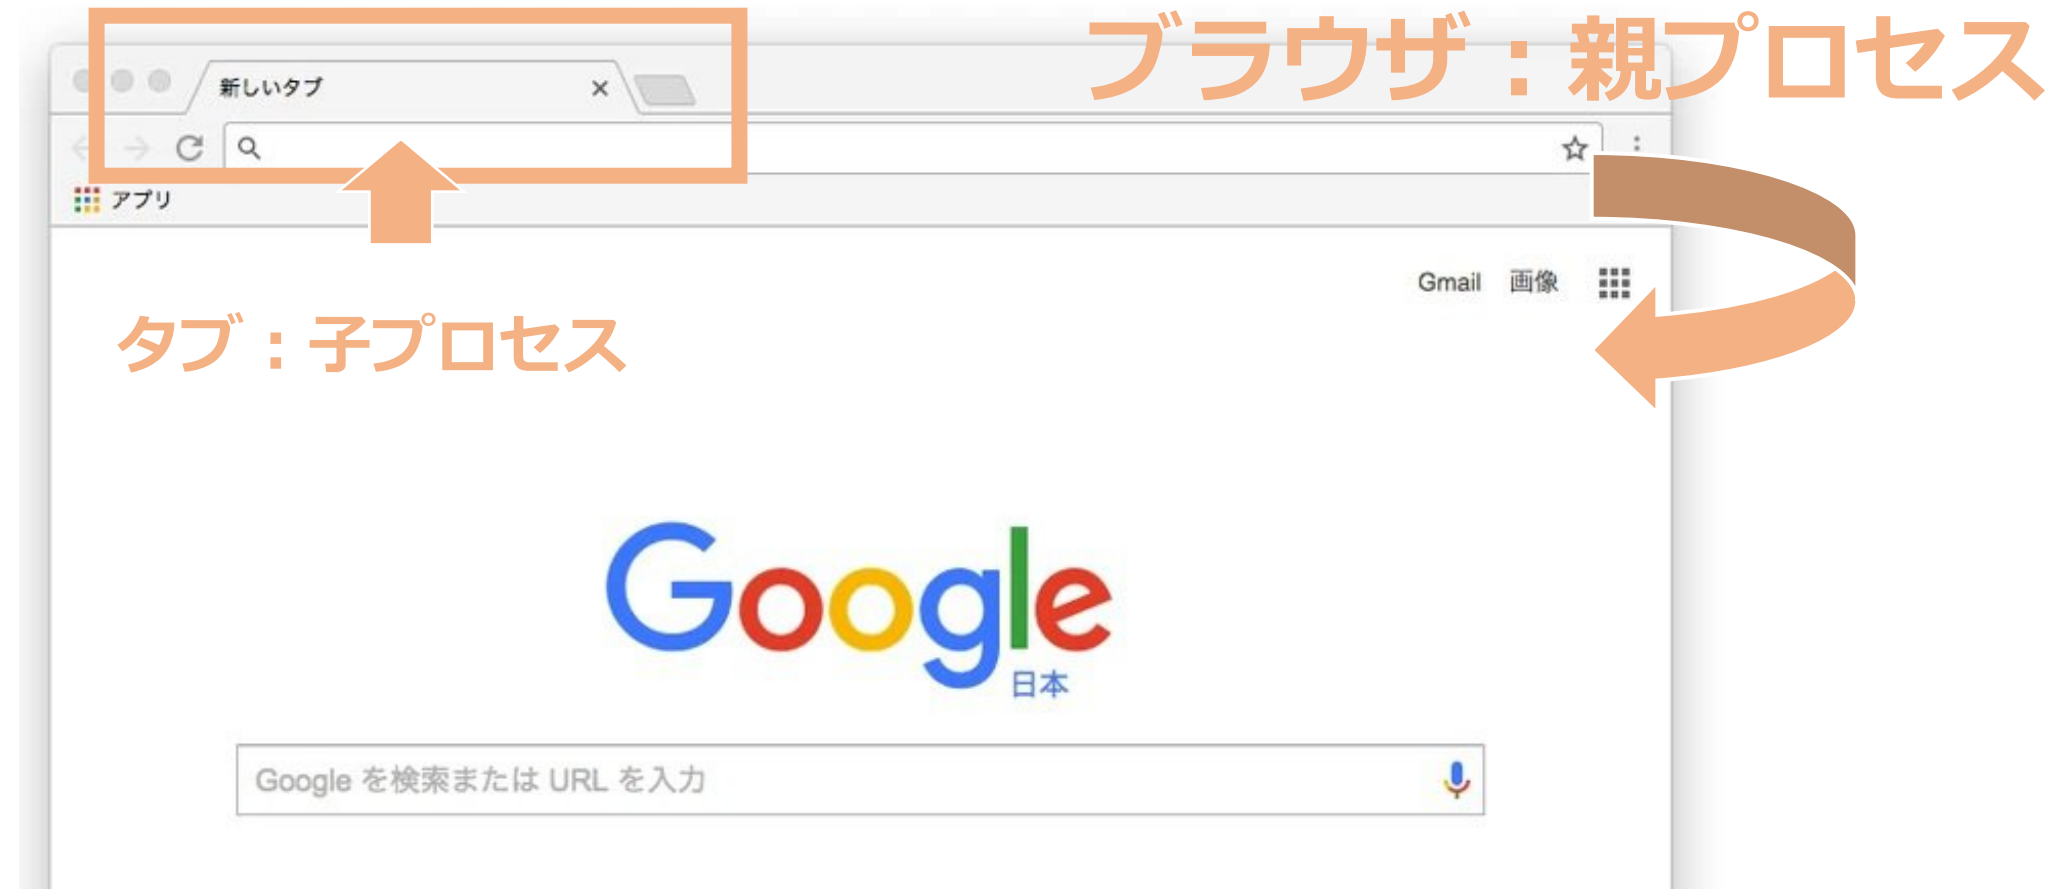 ブラウザ：親プロセス
新しいタブ
アプリ
Gmail 画像
タブ：子プロセス
Google
日本
Google を検索または URL を入力